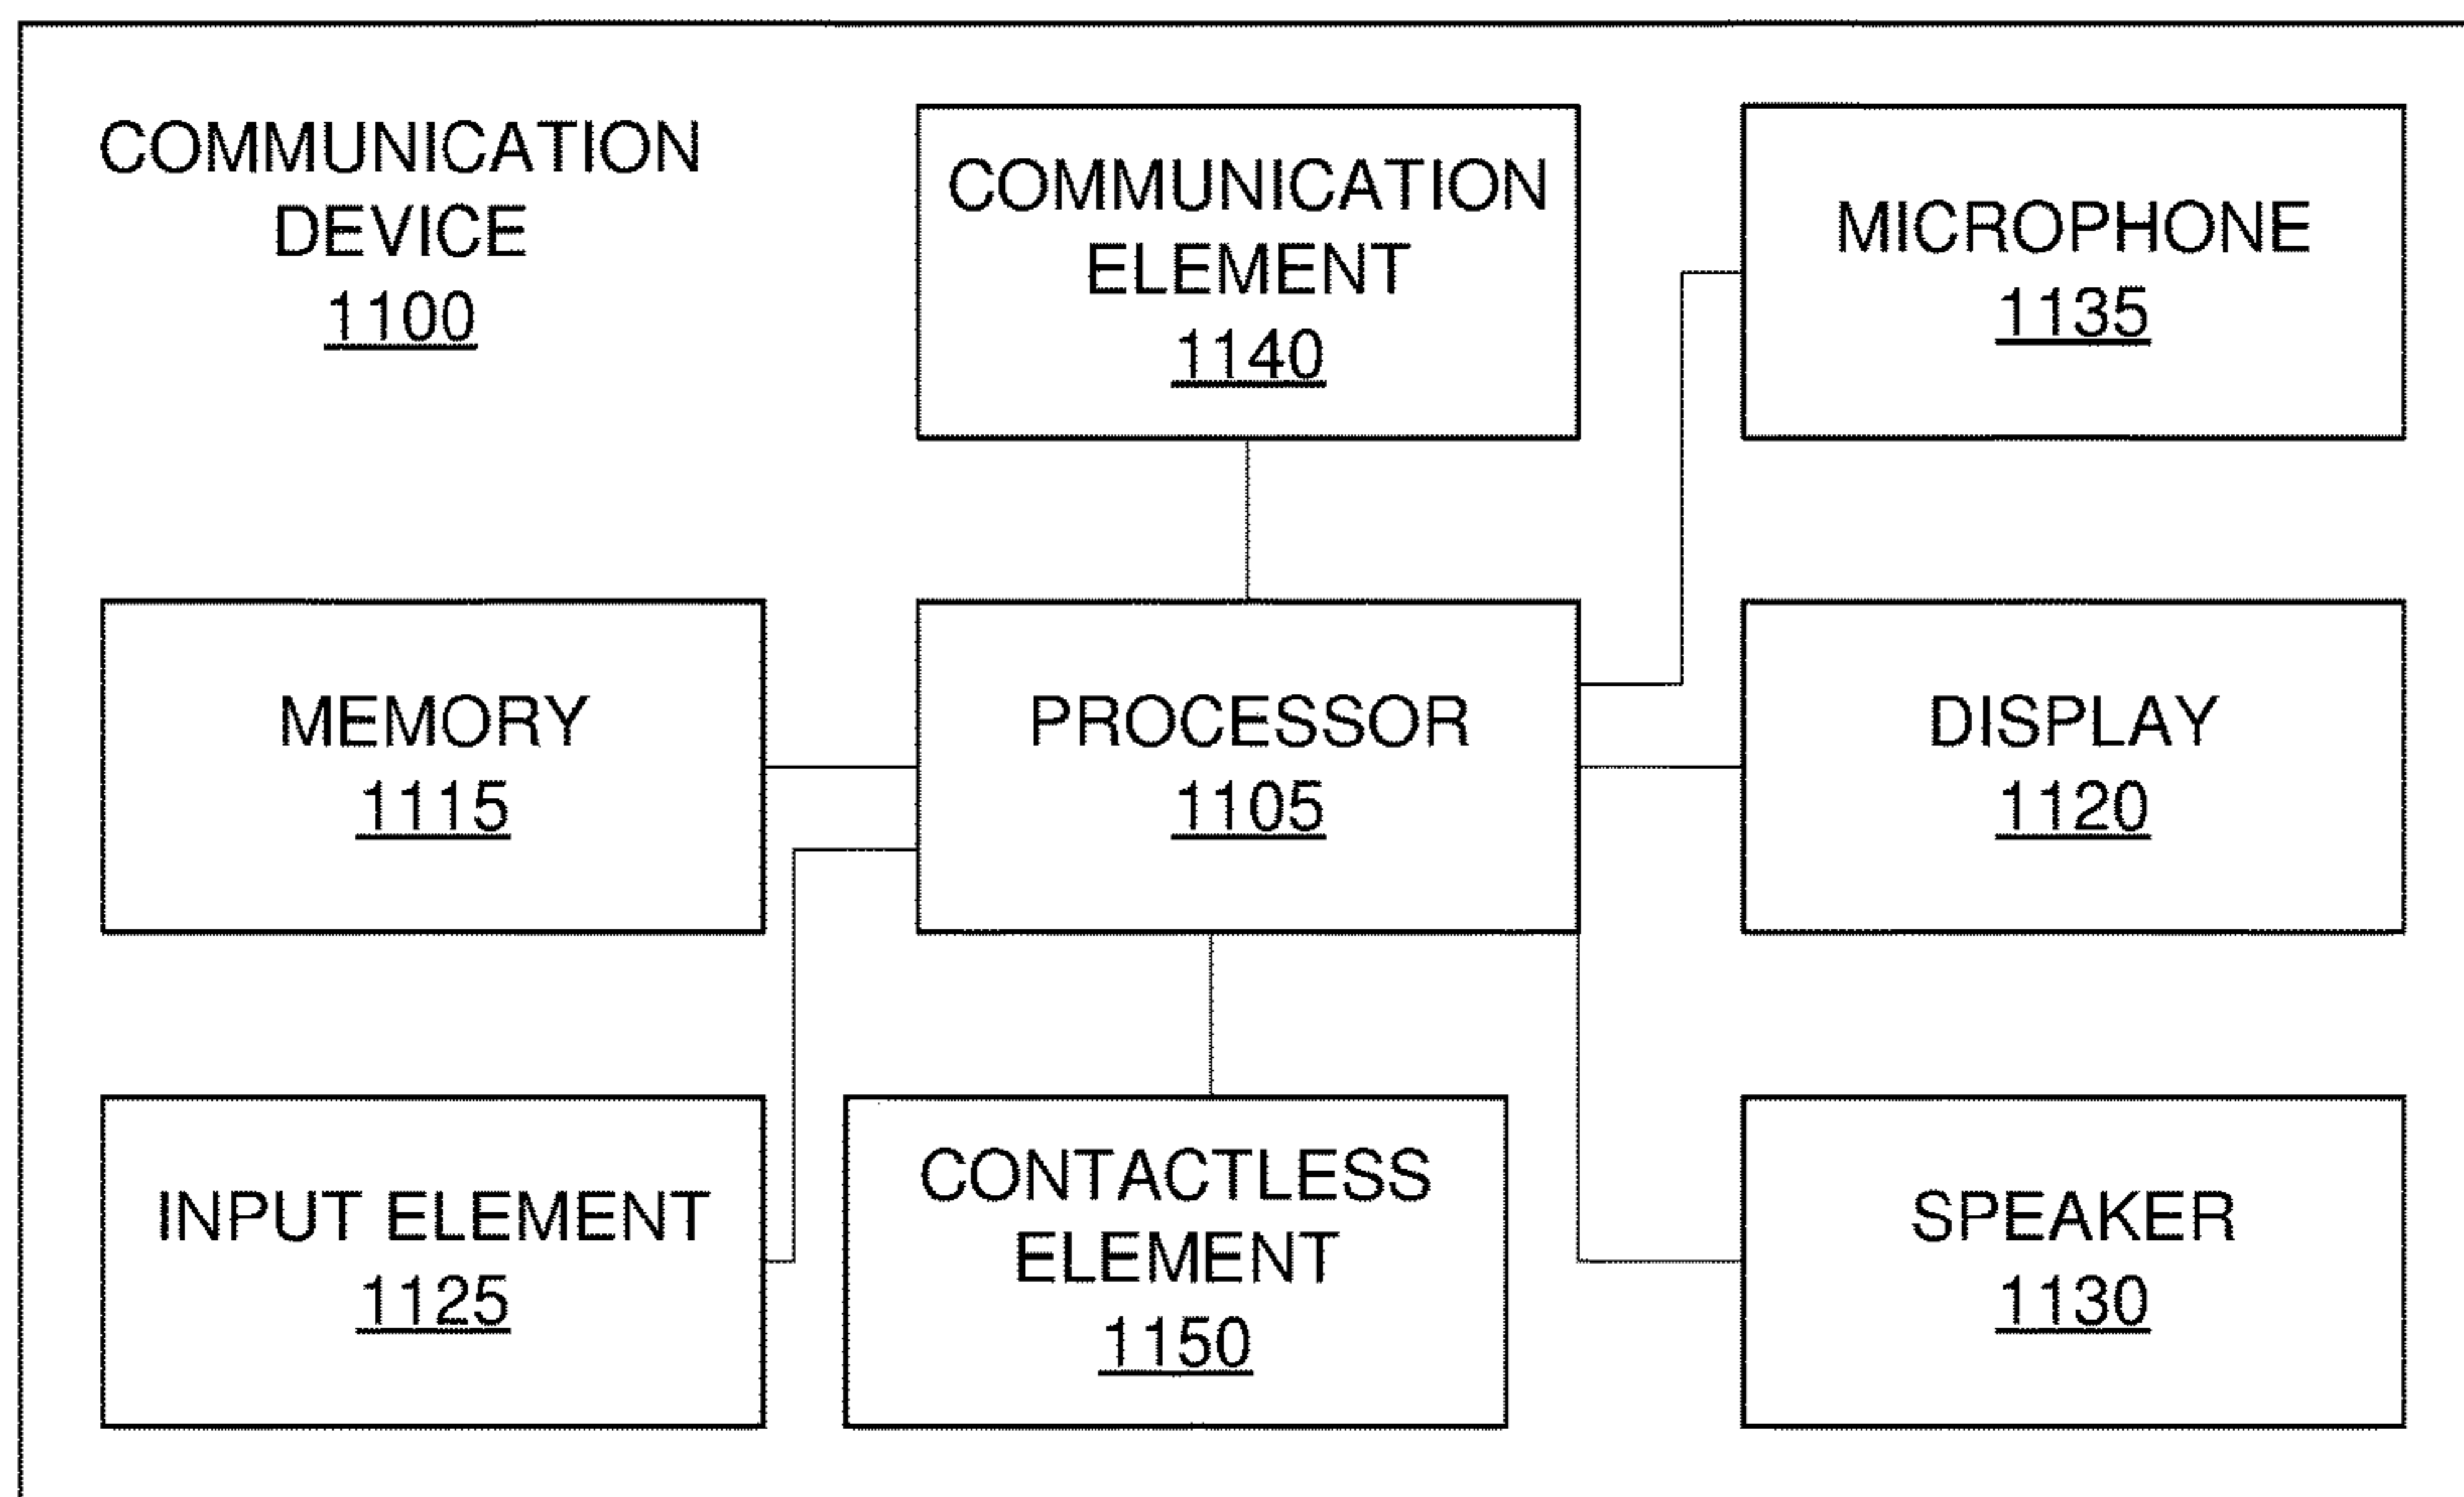 COMMUNICATION
DEVICE
1100
COMMUNICATION
ELEMENT
1140
MICROPHONE
1135
MEMORY
1115
PROCESSOR
1105
DISPLAY
1120
INPUT ELEMENT
1125
CONTACTLESS
ELEMENT
1150
SPEAKER
1130